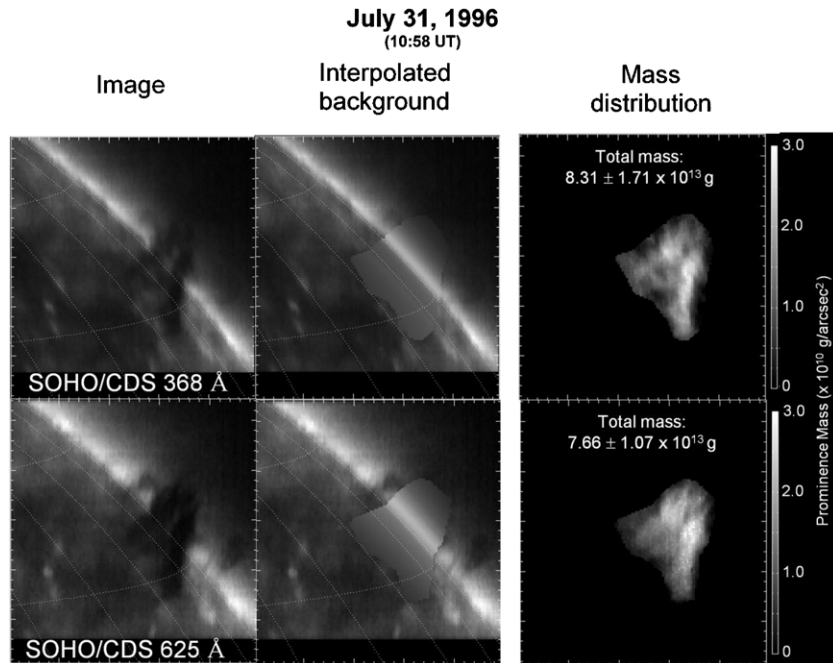 July 31, 1996
(10:58 UT)
Image
Interpolated
background
Mass
distribution
Total mass:
8.31 ± 1.71 x 10¹³ g
3.0
2.0
1.0
0
SOHO/CDS 368 Å
Total mass:
7.66 ± 1.07 x 10¹³ g
3.0
2.0
1.0
0
SOHO/CDS 625 Å
Prominence Mass (x 10¹⁰ g/arcsec²)